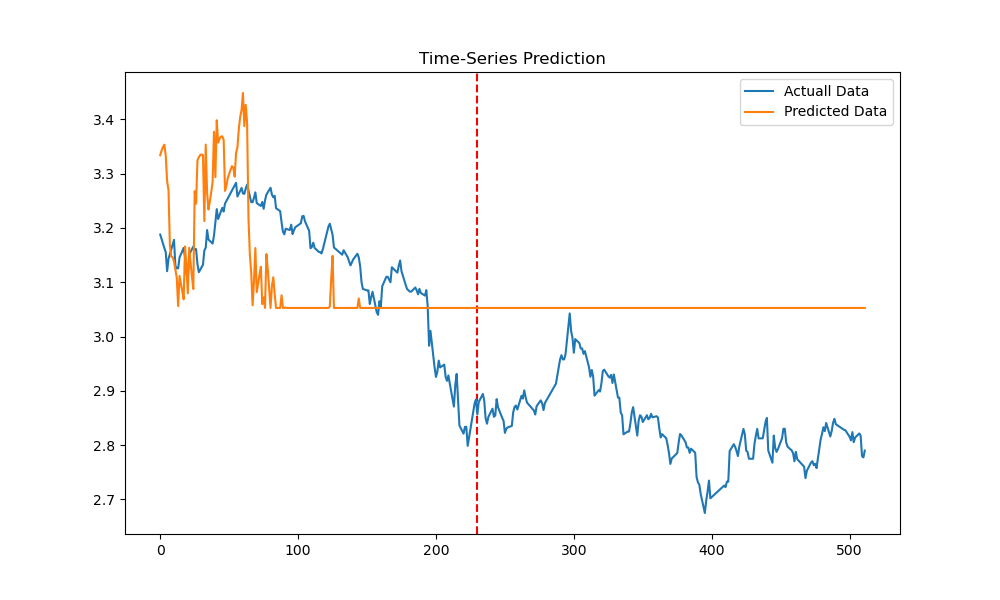 Time-Series Prediction
Actuall Data
Predicted Data
3.4
3.3
3.2
3.1
3.0
2.9
2.8
2.7
0 100 200 300 400 500